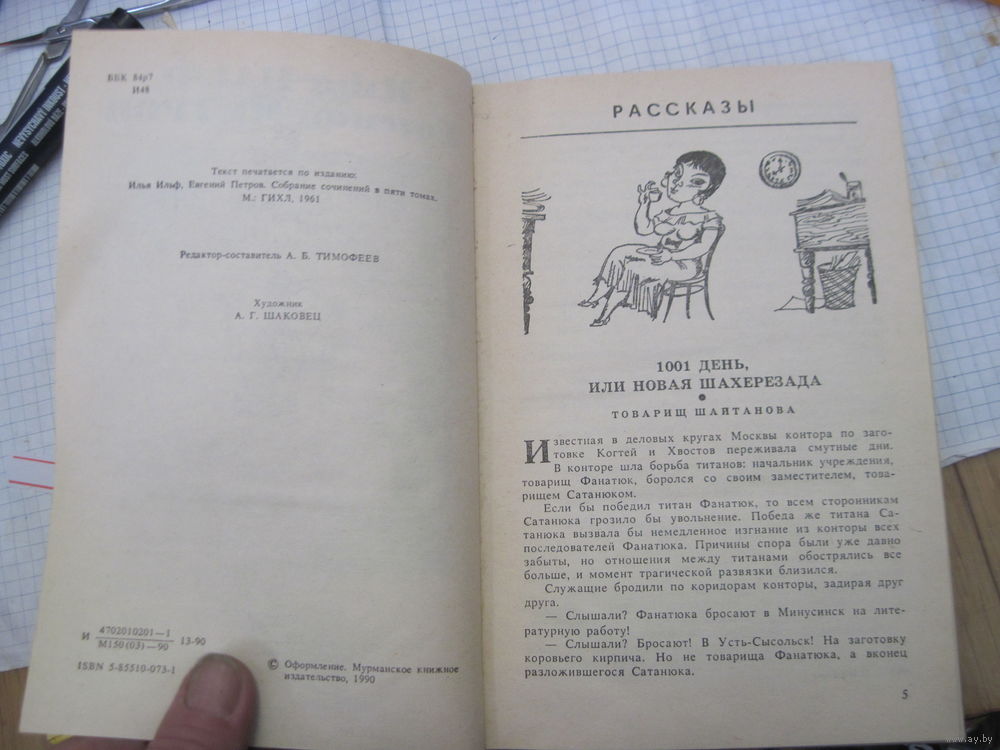 ББК 84р7
И48
Текст печатается по изданию:
Илья Ильф, Евгений Петров. Собрание сочинений в пяти томах.
М.: ГИХЛ, 1961
Редактор-составитель А. Б. ТИМОФЕЕВ
Художник
А. Г. ШАКОВЕЦ
И 4702010201—1
М150(03)—90 13-90
ISBN 5-85510-073-1
© Оформление. Мурманское книжное
издательство, 1990
РАССКАЗЫ
1001 ДЕНЬ,
ИЛИ НОВАЯ ШАХЕРЕЗАДА
ТОВАРИЩ ШАЙТАНОВА
Известная в деловых кругах Москвы контора по заго-
товке Когтей и Хвостов переживала смутные дни.
В конторе шла борьба титанов: начальник учреждения,
товарищ Фанатюк, боролся со своим заместителем, това-
рищем Сатанюком.
Если бы победил титан Фанатюк, то всем сторонникам
Сатанюка грозило бы увольнение. Победа же титана Са-
танюка вызвала бы немедленное изгнание из конторы всех
последователей Фанатюка. Причины спора были уже давно
забыты, но отношения между титанами обострялись все
больше, и момент трагической развязки близился.
Служащие бродили по коридорам конторы, задирая друг
друга.
— Слышали? Фанатюка бросают в Минусинск на лите-
ратурную работу!
— Слышали? Бросают! В Усть-Сысольск! На заготовку
коровьего кирпича. Но не товарища Фанатюка, а вконец
разложившегося Сатанюка.
5
www.ay.by